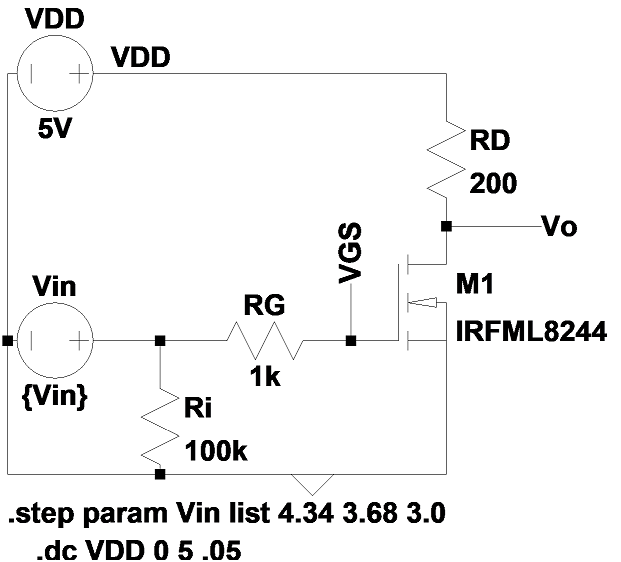 VDD
VDD
5V
RD
200
Vo
VGS
Vin
RG
M1
IRFML8244
1k
{Vin}
Ri
100k
.step param Vin list 4.34 3.68 3.0
.dc VDD 0 5 .05